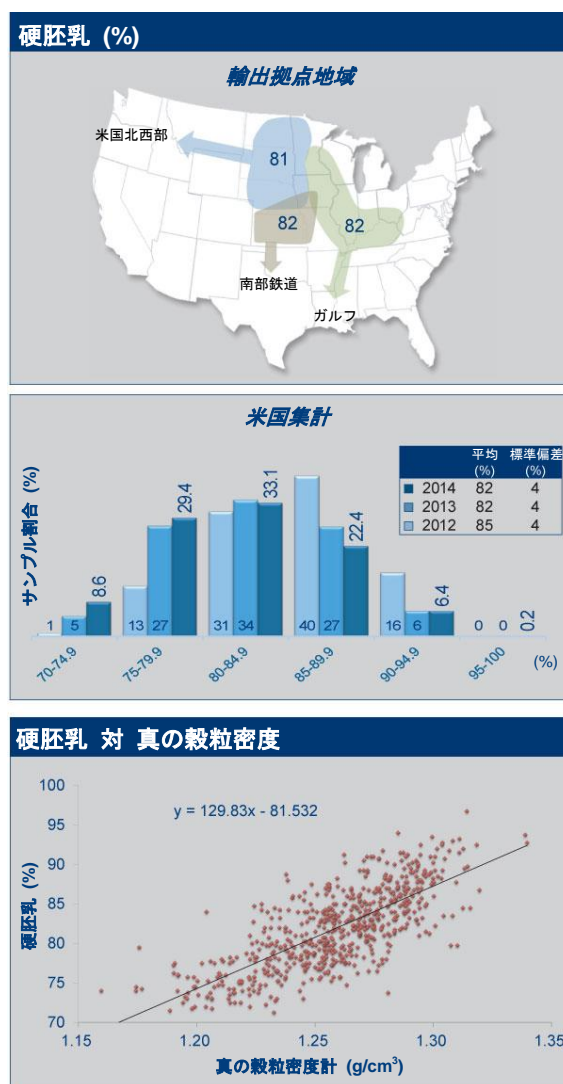 硬胚乳 (%)
輸出拠点地域
米国北西部
81
82
82
南部鉄道
ガルフ
米国集計
平均 標準偏差
(%) (%)
2014 82 4
2013 82 4
2012 85 4
サンプル割合 (%)
1 5 8.6
13 27 29.4
31 34 33.1
40 27 22.4
16 6 6.4
0 0 0.2
70-74.9 75-79.9 80-84.9 85-89.9 90-94.9 95-100 (%)
硬胚乳 対 真の穀粒密度
y = 129.83x - 81.532
硬胚乳 (%)
100
95
90
85
80
75
70
1.15 1.20 1.25 1.30 1.35
真の穀粒密度計 (g/cm³)